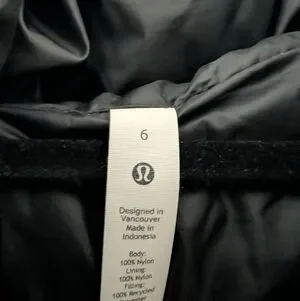 6
Designed in
Vancouver
Made in
Indonesia
Body:
100% Nylon
Lining:
100% Nylon
Filling:
100% Recycled